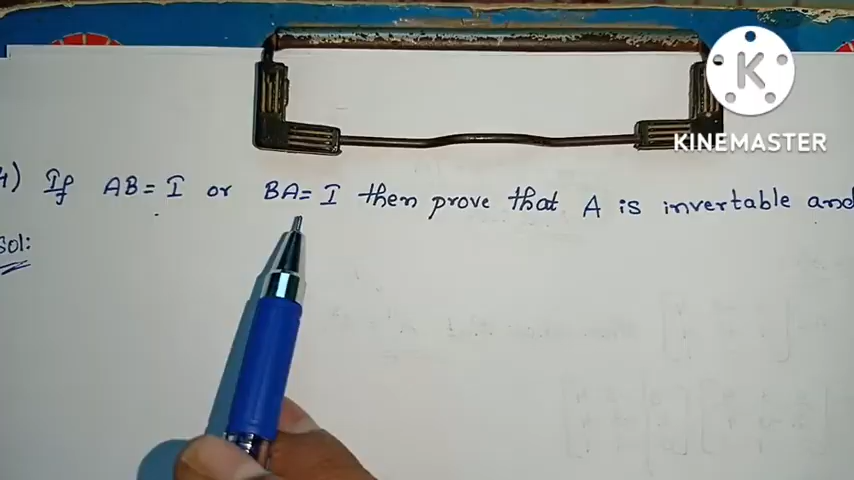 K
KINEMASTER
4) If AB = I or BA = I then prove that A is invertable and
Sol: